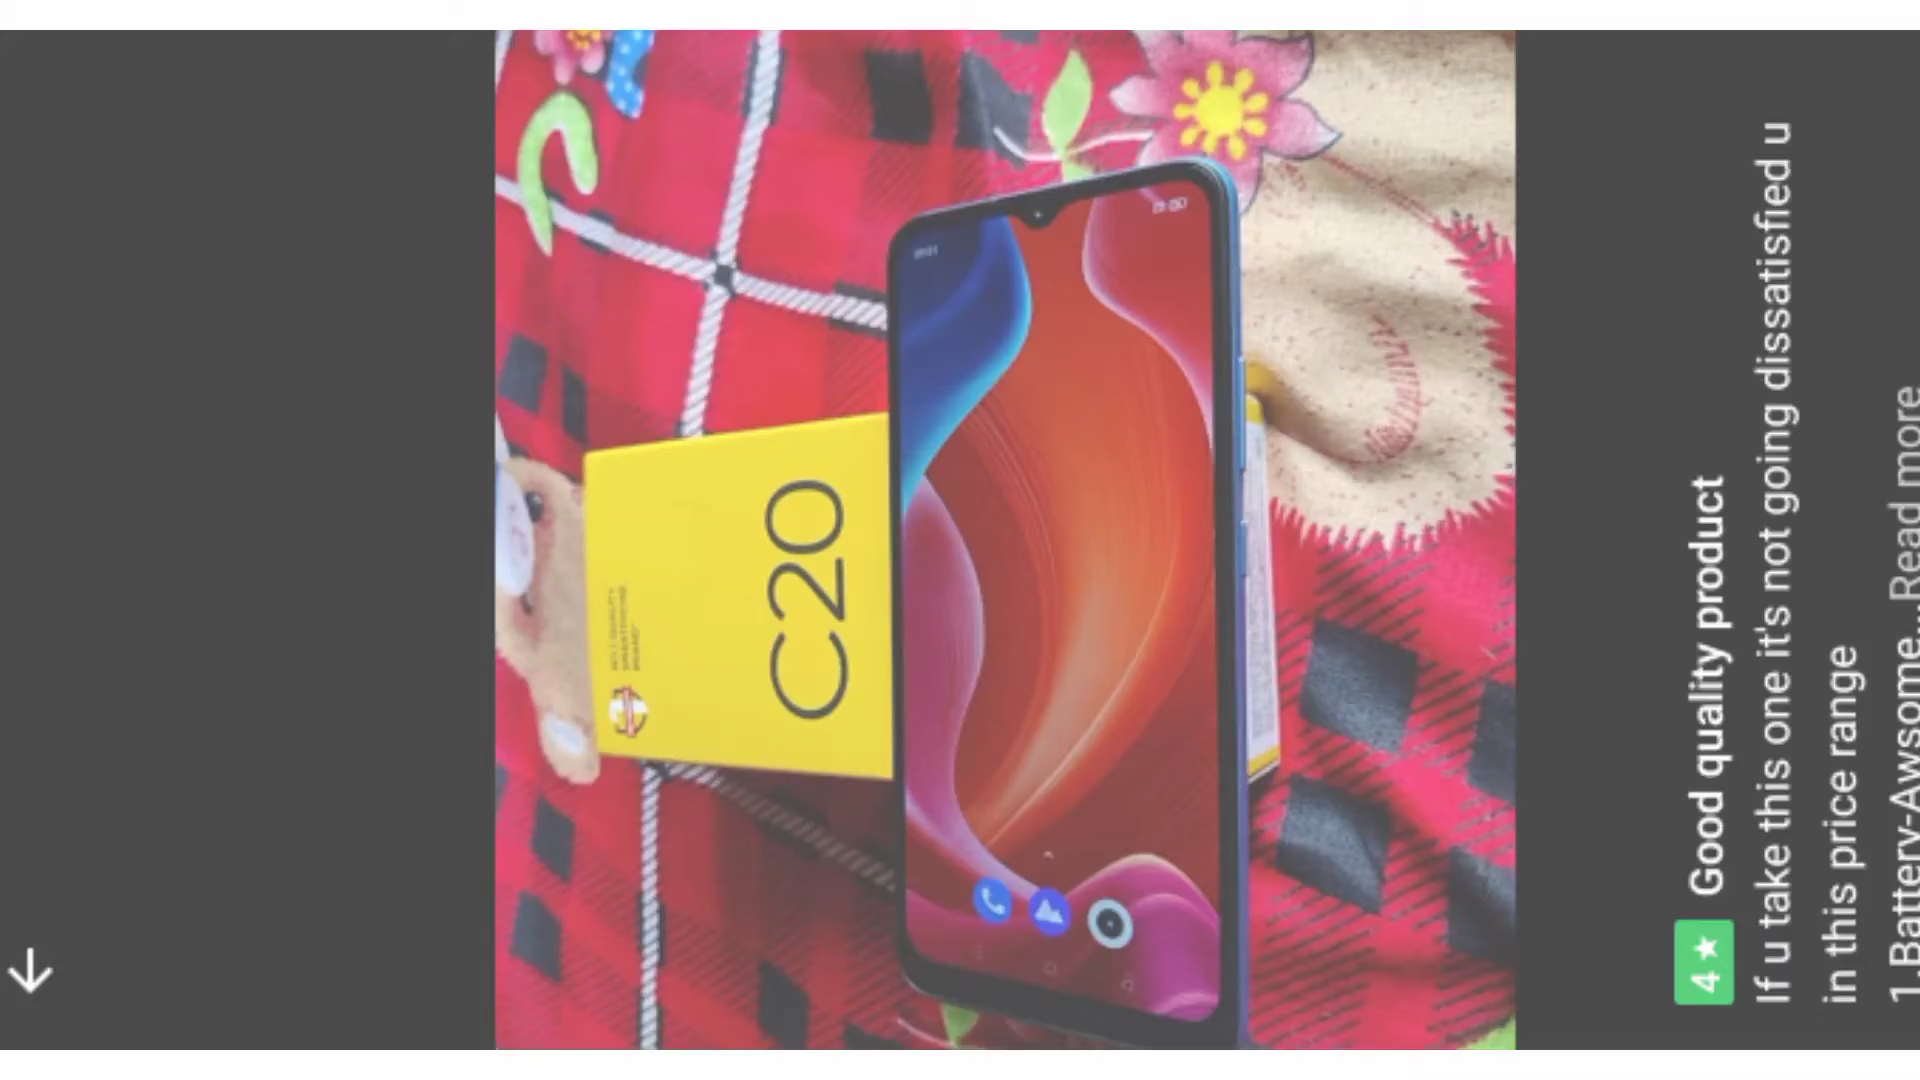 C20
4★ Good quality product
If u take this one it's not going dissatisfied u
in this price range
1.Battery-Awsome...Read more